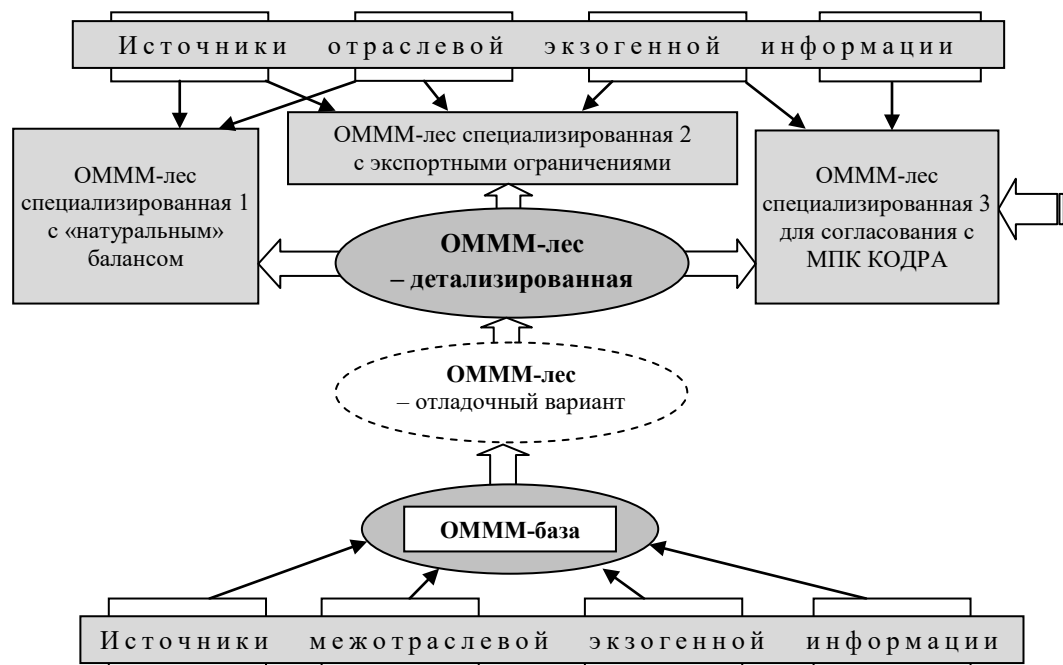 Источники отраслевой экзогенной информации
ОМММ-лес специализированная 2
с экспортными ограничениями
ОМММ-лес
специализированная 1
с «натуральным»
балансом
ОМММ-лес
специализированная 3
для согласования с
МПК КОДРА
ОМММ-лес
– детализированная
ОМММ-лес
– отладочный вариант
ОМММ-база
Источники межотраслевой экзогенной информации